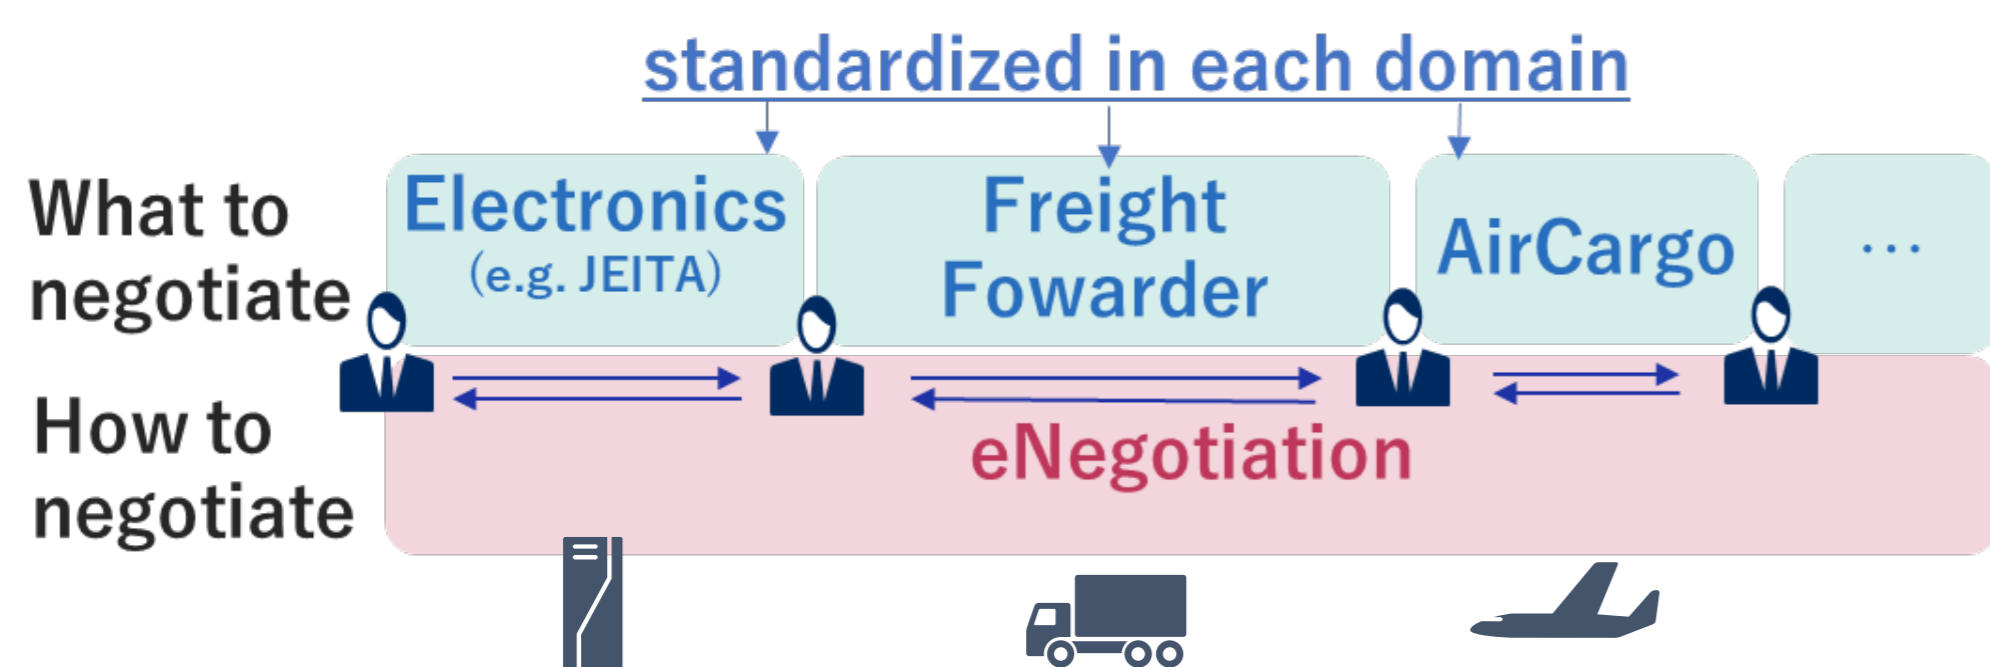 standardized in each domain
What to
negotiate
Electronics
(e.g. JEITA)
Freight
Fowarder
AirCargo
...
How to
negotiate
eNegotiation